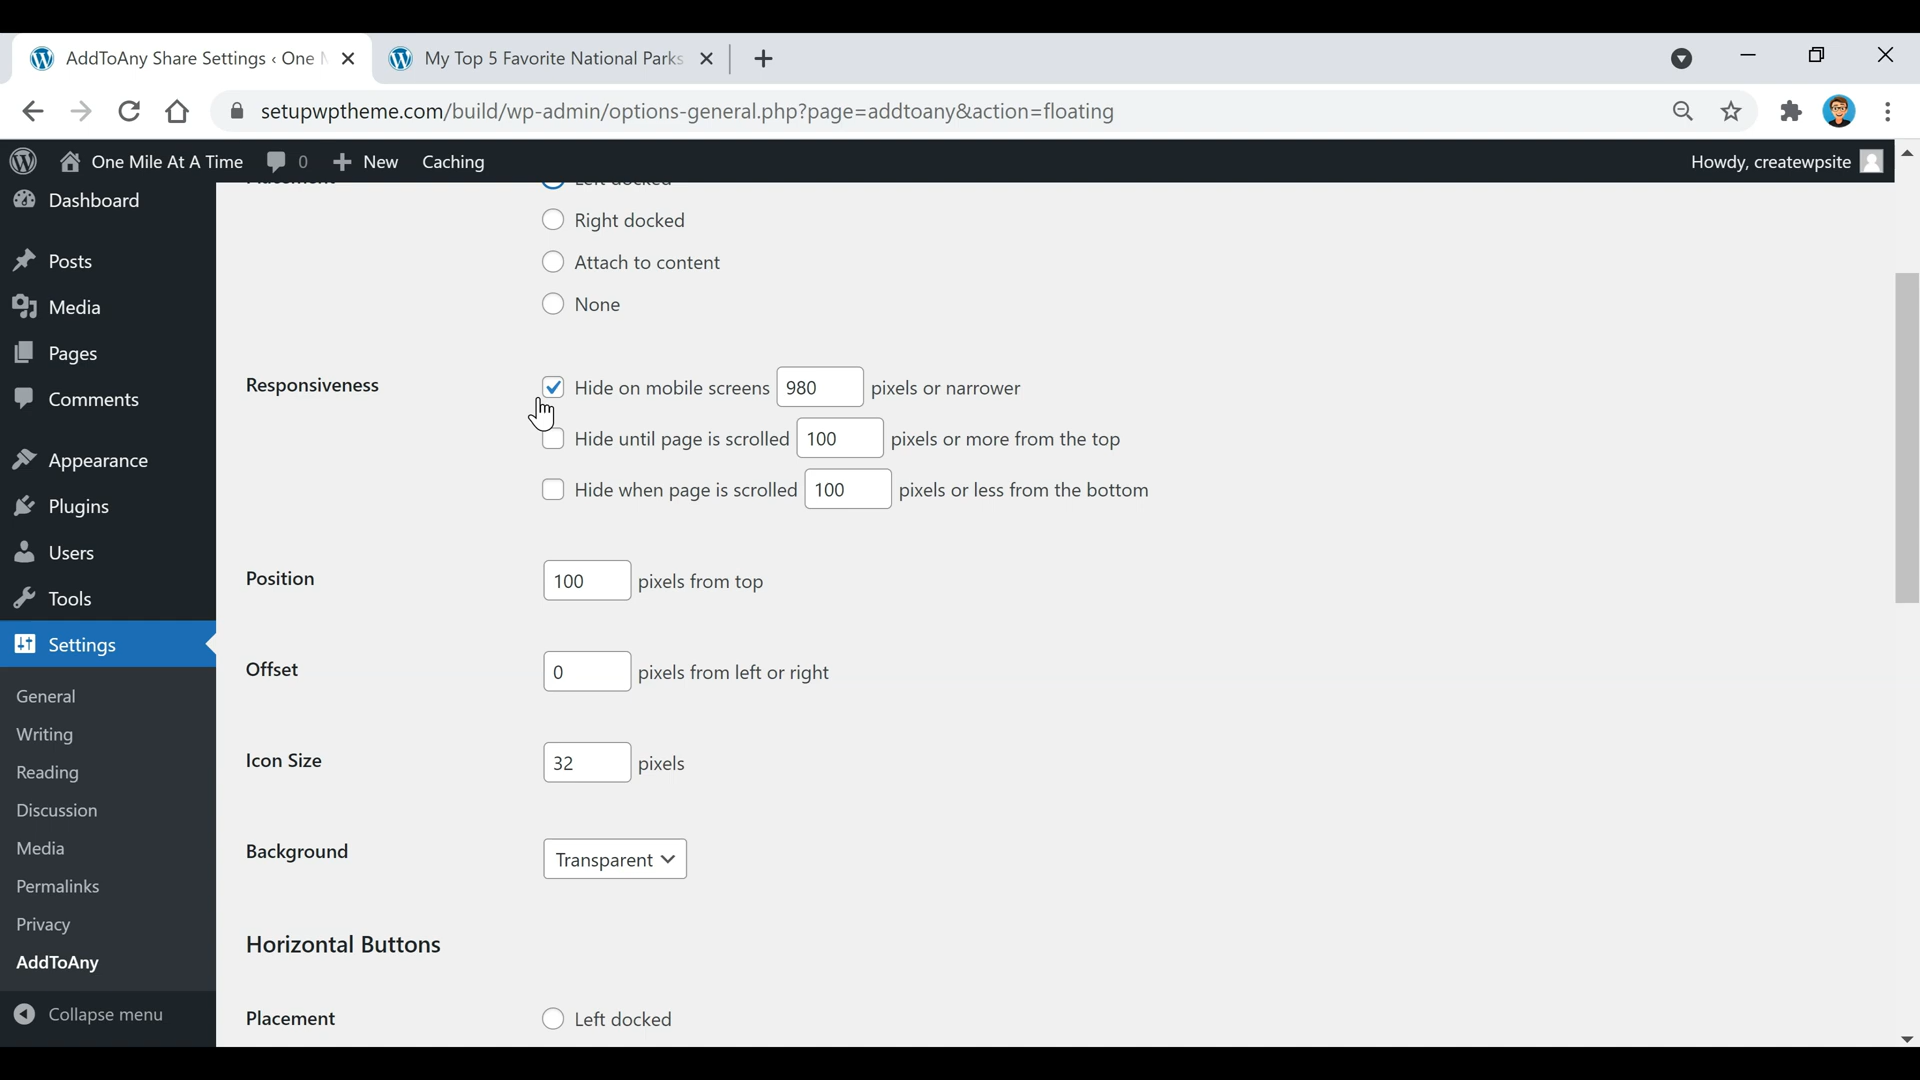 AddToAny Share Settings ‹ One
My Top 5 Favorite National Parks
setupwptheme.com/build/wp-admin/options-general.php?page=addtoany&action=floating
One Mile At A Time 0 New Caching Howdy, createwpsite
Dashboard
Posts
Media
Pages
Comments
Appearance
Plugins
Users
Tools
Settings
General
Writing
Reading
Discussion
Media
Permalinks
Privacy
AddToAny
Collapse menu
Placement Left docked
Right docked
Attach to content
None
Responsiveness Hide on mobile screens 980 pixels or narrower
Hide until page is scrolled 100 pixels or more from the top
Hide when page is scrolled 100 pixels or less from the bottom
Position 100 pixels from top
Offset 0 pixels from left or right
Icon Size 32 pixels
Background Transparent
Horizontal Buttons
Placement Left docked